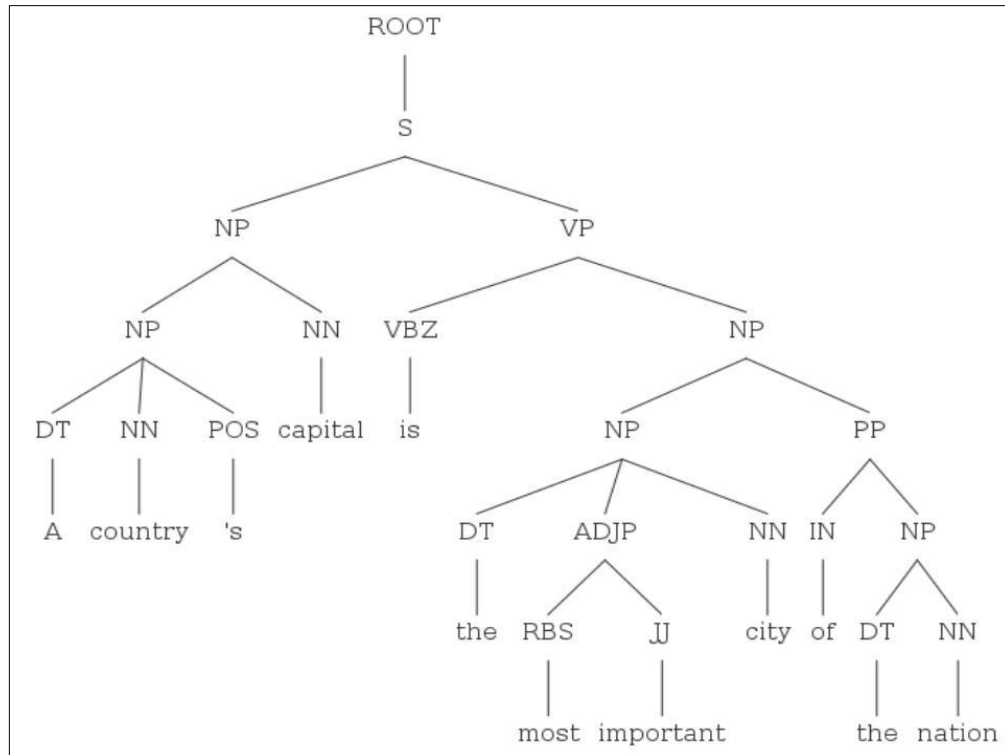 ROOT
S
NP VP
NP NN VBZ NP
DT NN POS capital is NP PP
A country 's DT ADJP NN IN NP
the RBS JJ city of DT NN
most important the nation